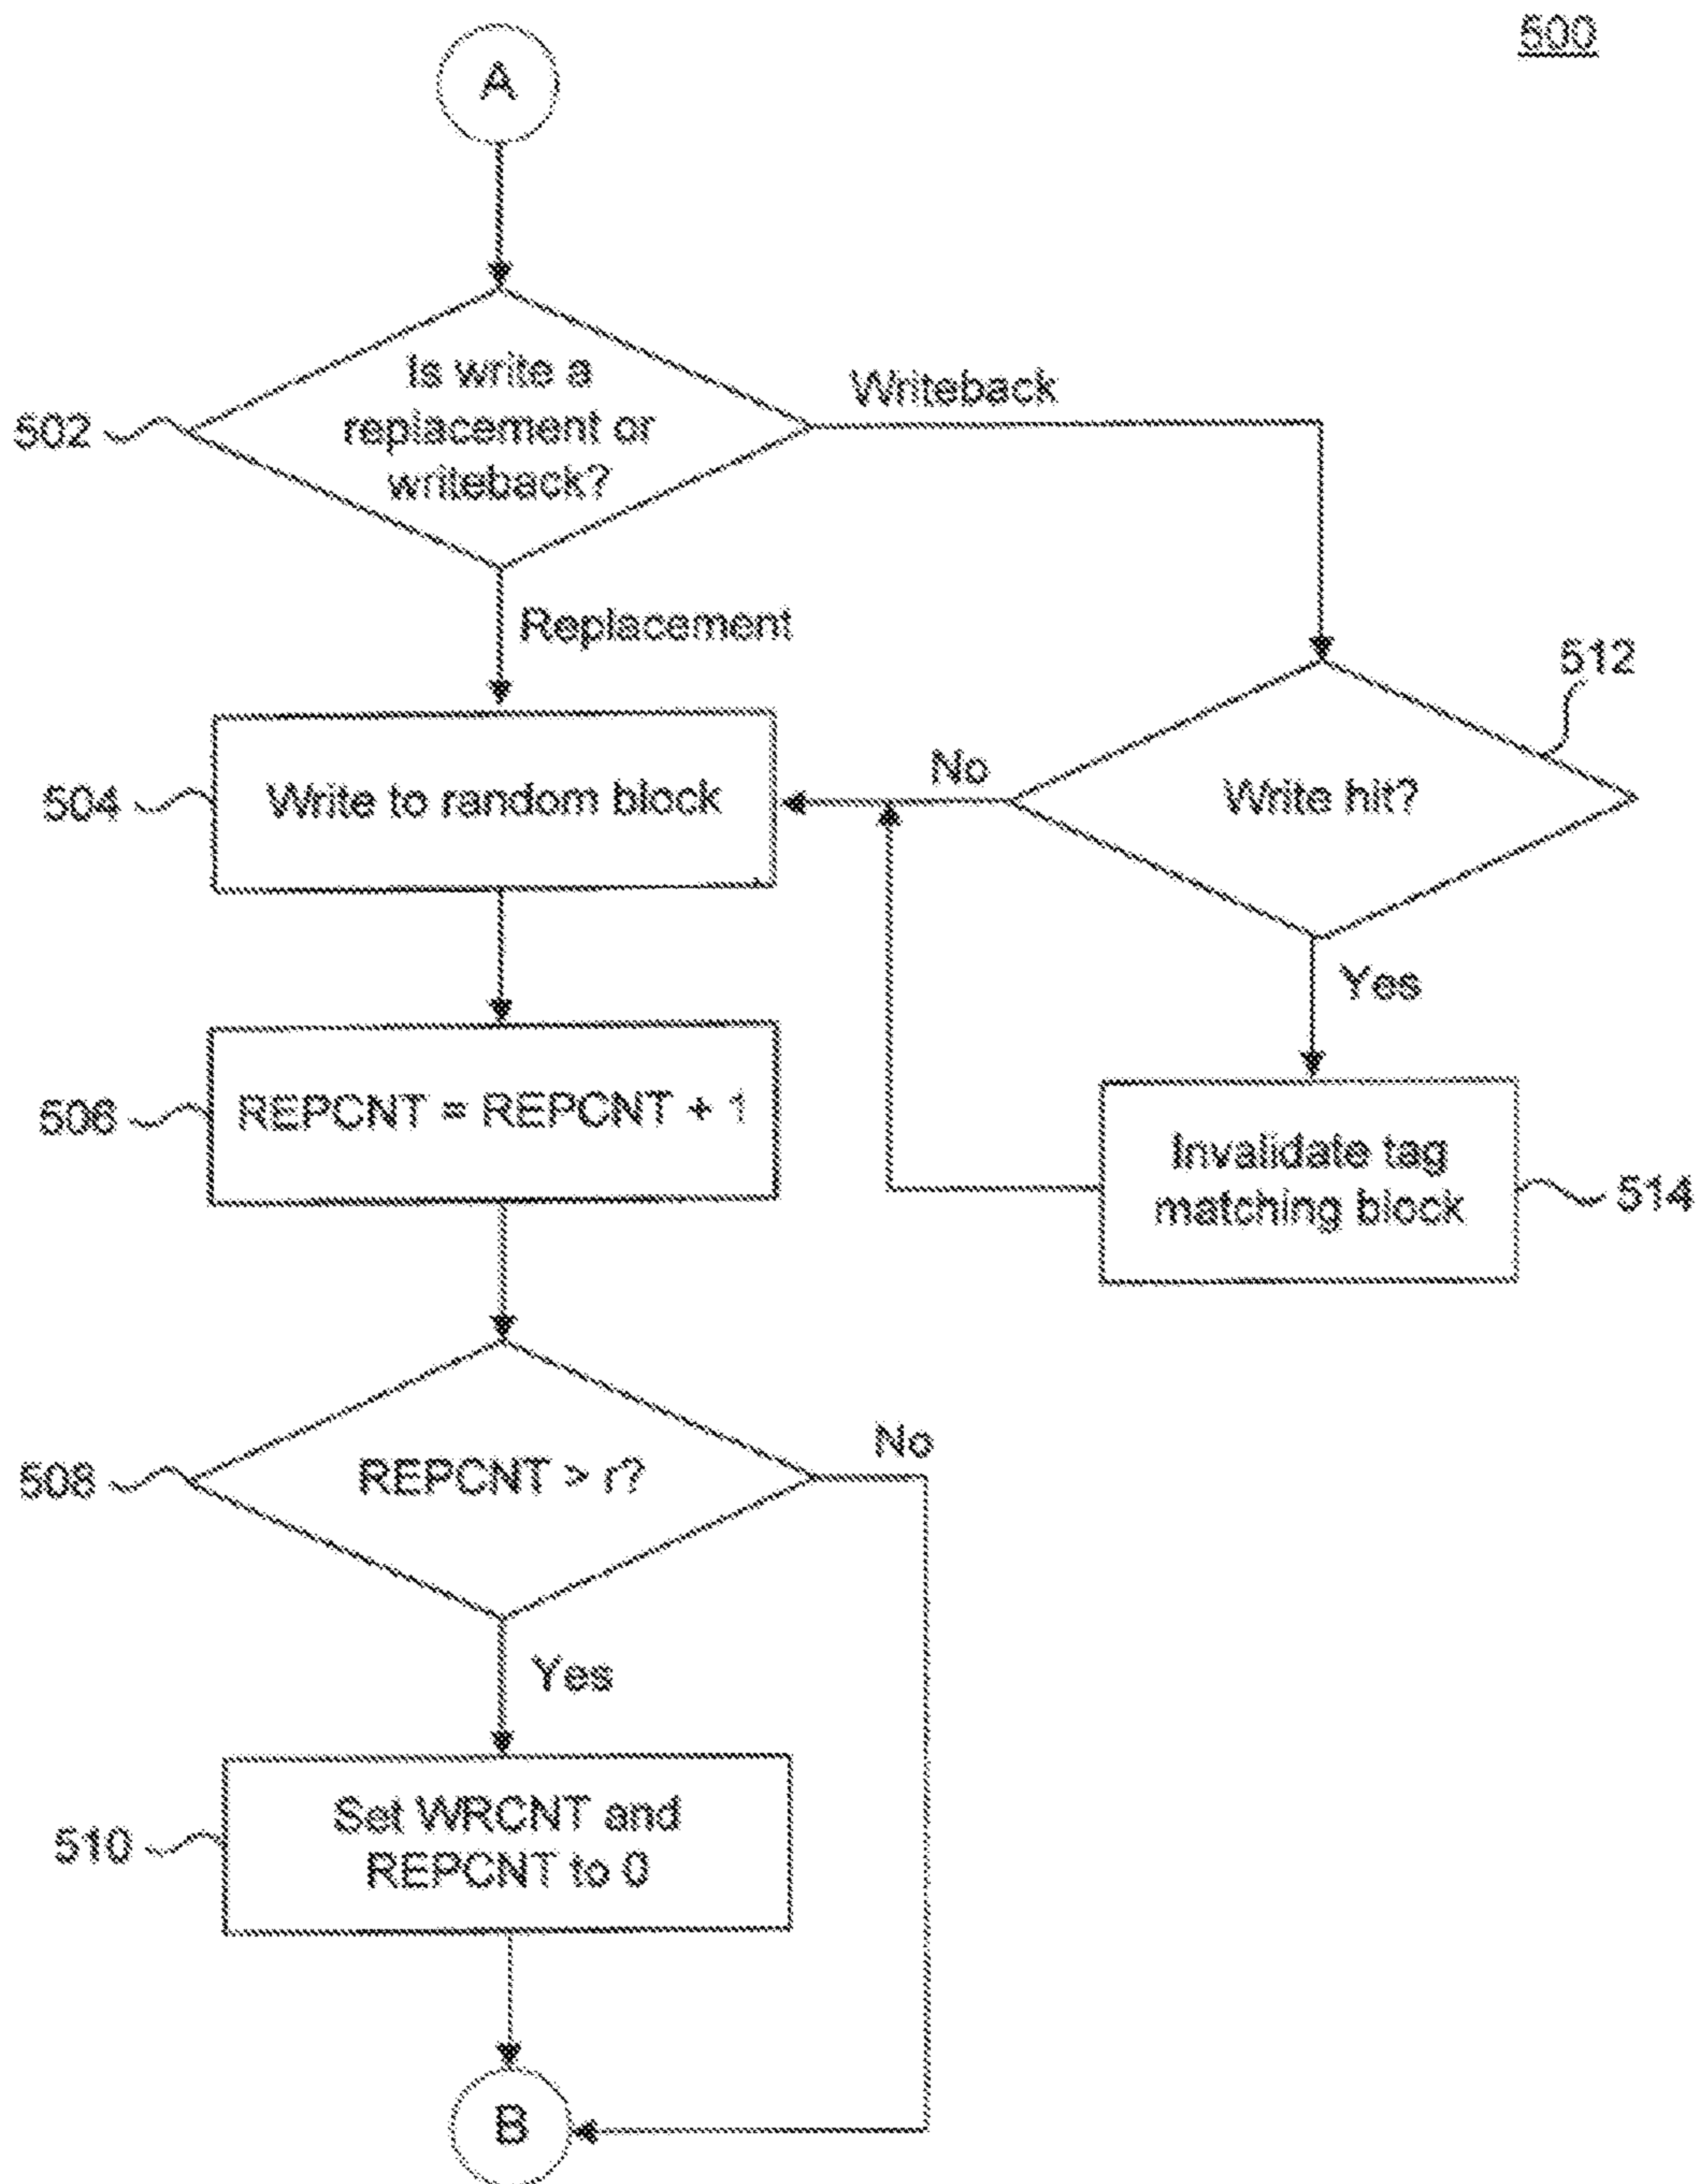 500
A
Is write a
replacement or
writeback?
502
Writeback
Replacement
512
Write to random block
504
No
Write hit?
Yes
REPCNT = REPCNT + 1
506
Invalidate tag
matching block
514
REPCNT > r?
508
No
Yes
Set WRCNT and
REPCNT to 0
510
B